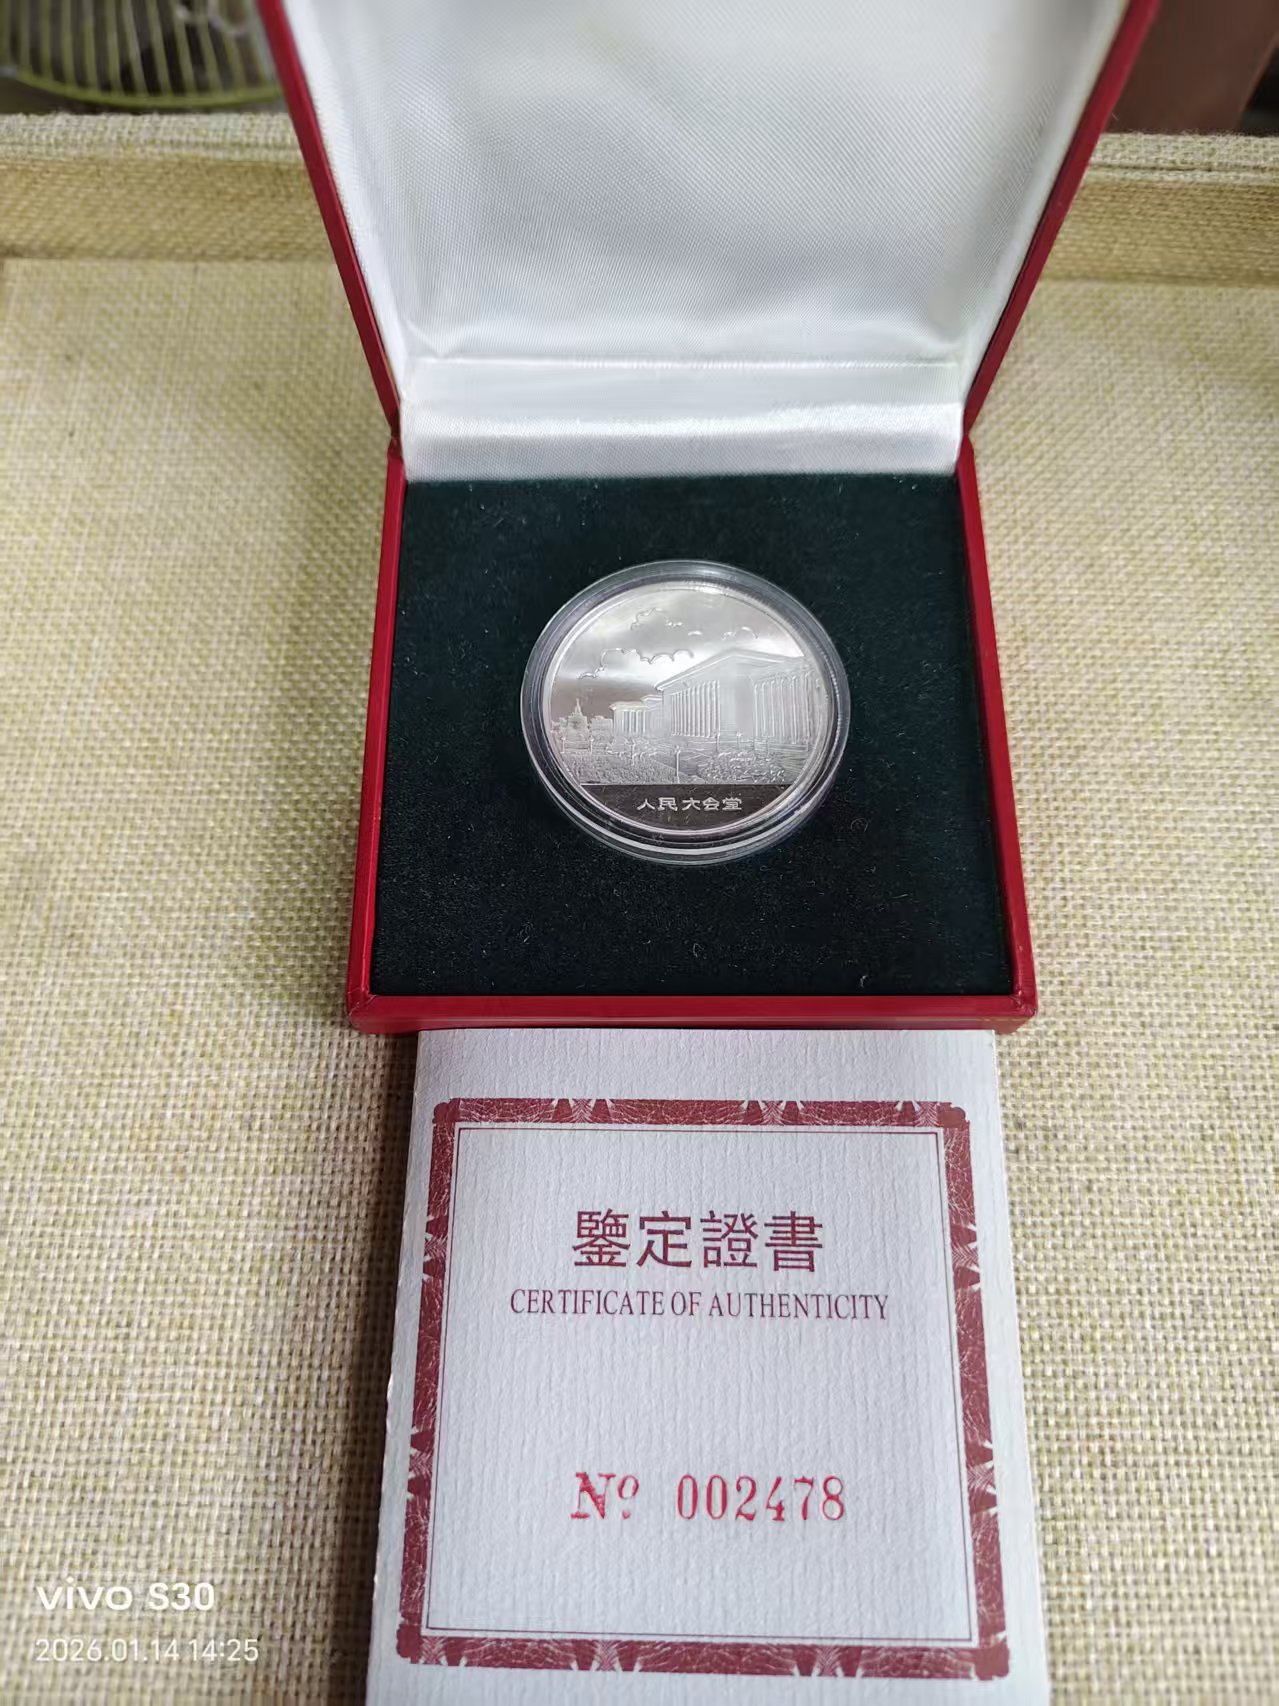 人民大会堂
鑒定證書
CERTIFICATE OF AUTHENTICITY
Nº 002478
vivo S30
2026.01.14 14:25